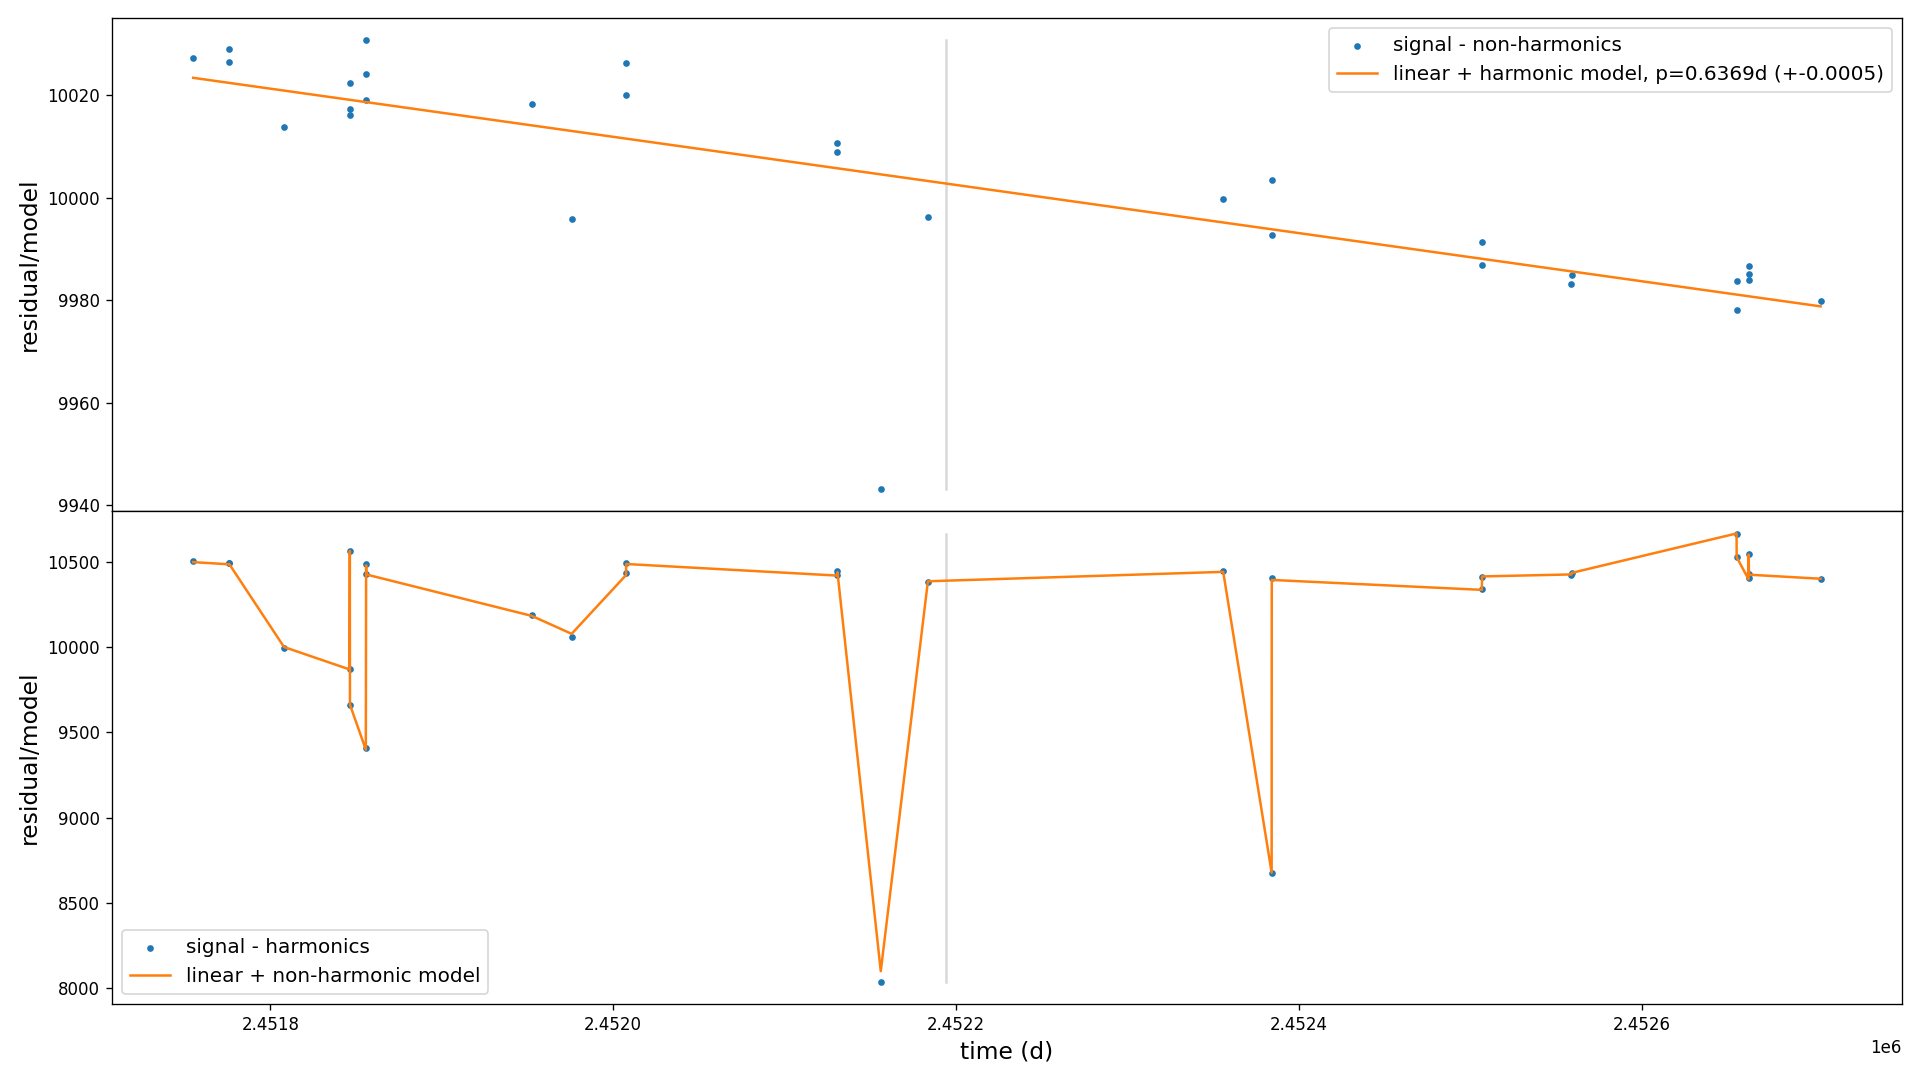 signal - non-harmonics
linear + harmonic model, p=0.6369d (+-0.0005)
residual/model
10020
10000
9980
9960
9940
residual/model
10500
10000
9500
9000
8500
8000
signal - harmonics
linear + non-harmonic model
2.4518
2.4520
2.4522
2.4524
2.4526
time (d)
1e6